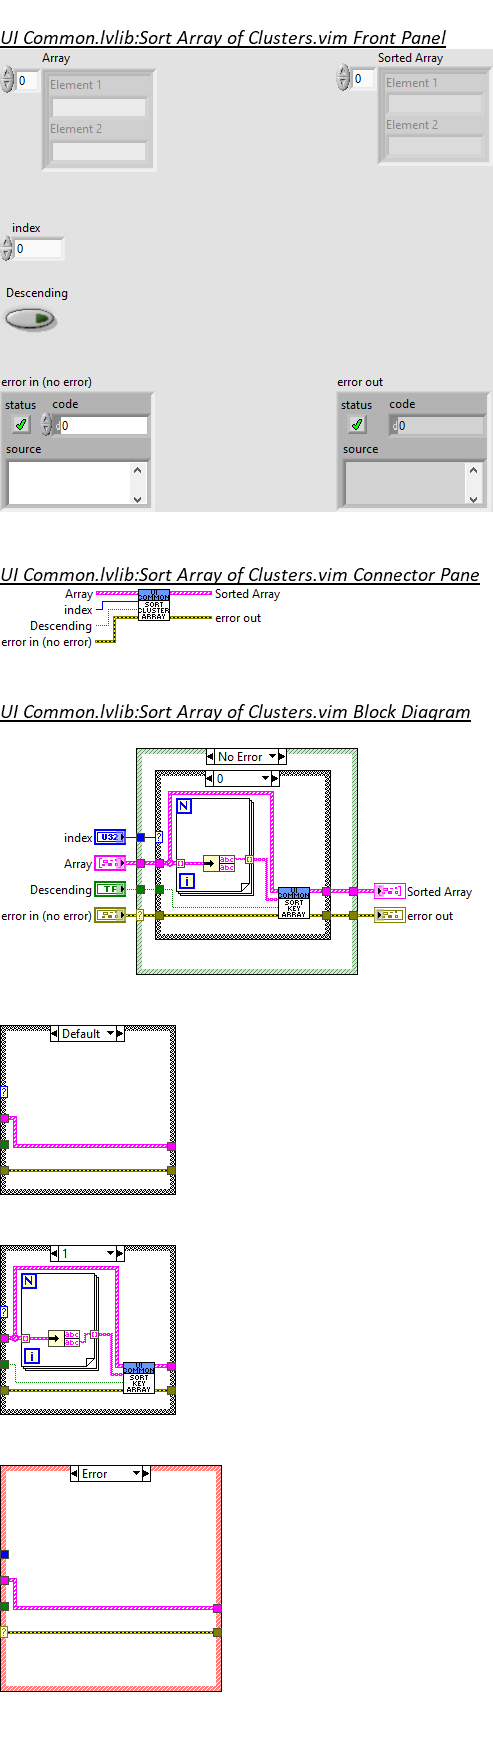 UI Common.lvlib:Sort Array of Clusters.vim Front Panel
Array
Sorted Array
0
Element 1
Element 2
0
Element 1
Element 2
index
0
Descending
error in (no error)
error out
status
code
d0
source
status
code
d0
source
UI Common.lvlib:Sort Array of Clusters.vim Connector Pane
Array
index
Descending
error in (no error)
UI
COMMON
SORT
CLUSTER
ARRAY
Sorted Array
error out
UI Common.lvlib:Sort Array of Clusters.vim Block Diagram
No Error
0
N
index
U32
?
Array
abc
abc
Descending
TF
i
UI
COMMON
SORT
KEY
ARRAY
Sorted Array
error in (no error)
?
error out
Default
?
1
N
?
abc
abc
i
UI
COMMON
SORT
KEY
ARRAY
Error
?